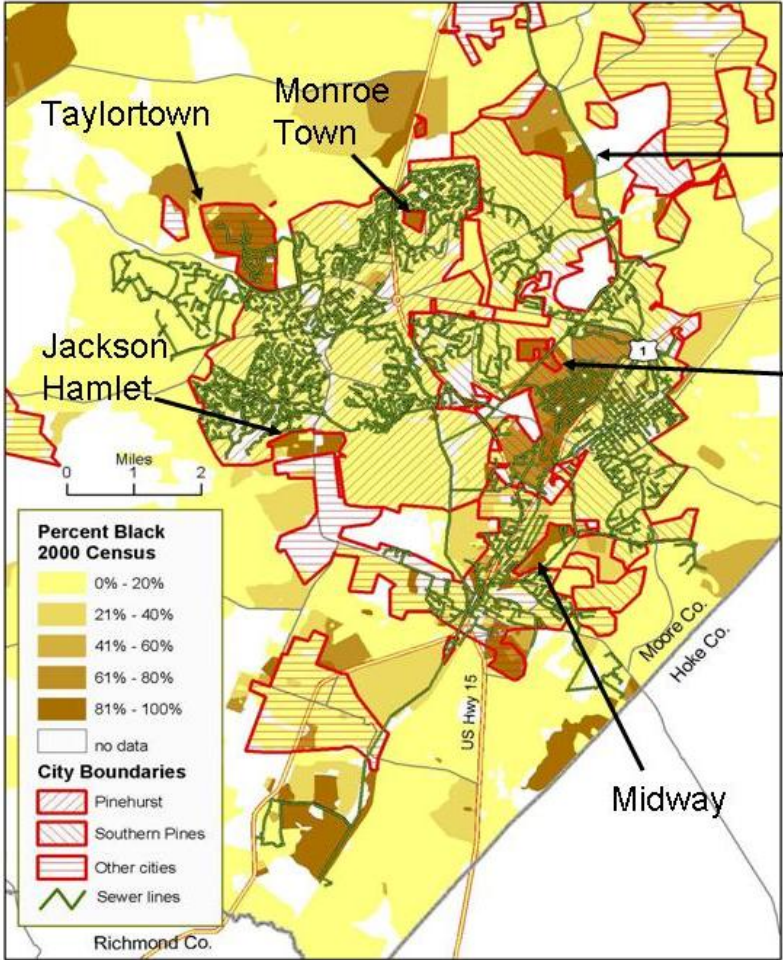 Taylortown
Monroe
Town
1
Jackson
Hamlet
Miles
0 1 2
Percent Black
2000 Census
0% - 20%
21% - 40%
41% - 60%
61% - 80%
81% - 100%
no data
City Boundaries
Pinehurst
Southern Pines
Other cities
Sewer lines
Moore Co.
Hoke Co.
US Hwy 15
Midway
Richmond Co.